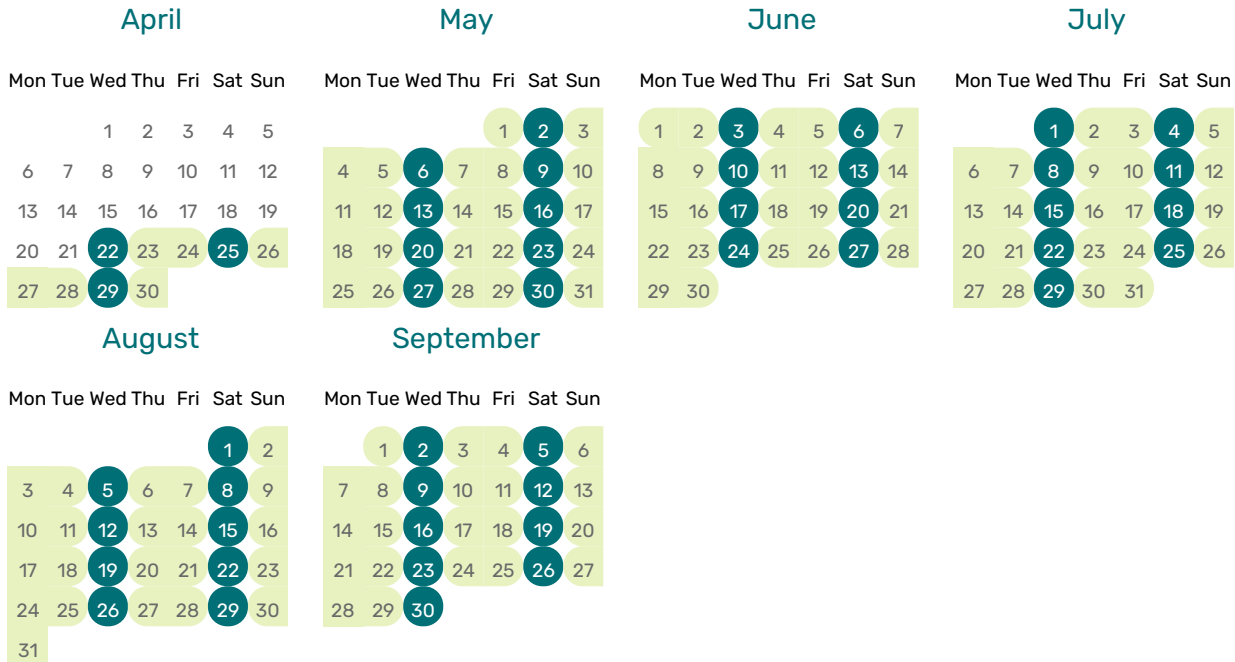 April May June July
Mon Tue Wed Thu Fri Sat Sun Mon Tue Wed Thu Fri Sat Sun Mon Tue Wed Thu Fri Sat Sun Mon Tue Wed Thu Fri Sat Sun
1 2 3 4 5 1 2 3 1 2 3 4 5 6 7 1 2 3 4 5
6 7 8 9 10 11 12 4 5 6 7 8 9 10 8 9 10 11 12 13 14 6 7 8 9 10 11 12
13 14 15 16 17 18 19 11 12 13 14 15 16 17 15 16 17 18 19 20 21 13 14 15 16 17 18 19
20 21 22 23 24 25 26 18 19 20 21 22 23 24 22 23 24 25 26 27 28 20 21 22 23 24 25 26
27 28 29 30 25 26 27 28 29 30 31 29 30 27 28 29 30 31
August September
Mon Tue Wed Thu Fri Sat Sun Mon Tue Wed Thu Fri Sat Sun
1 2 1 2 3 4 5 6
3 4 5 6 7 8 9 7 8 9 10 11 12 13
10 11 12 13 14 15 16 14 15 16 17 18 19 20
17 18 19 20 21 22 23 21 22 23 24 25 26 27
24 25 26 27 28 29 30 28 29 30
31